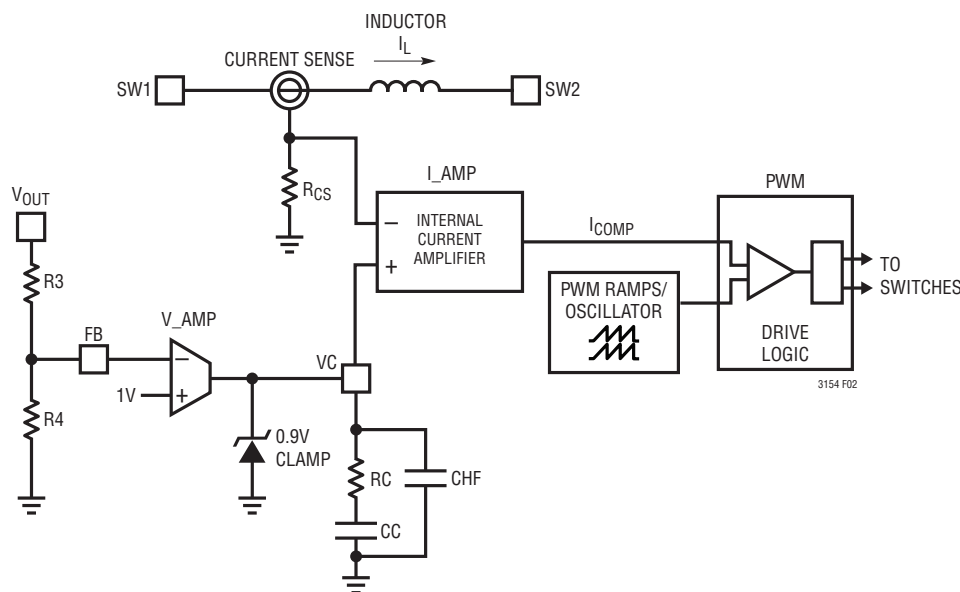 INDUCTOR
I_L
CURRENT SENSE
SW1
SW2
R_CS
I_AMP
INTERNAL
CURRENT
AMPLIFIER
PWM
I_COMP
TO
SWITCHES
PWM RAMPS/
OSCILLATOR
DRIVE
LOGIC
3154 F02
V_OUT
R3
FB
V_AMP
VC
1V
R4
0.9V
CLAMP
RC
CHF
CC